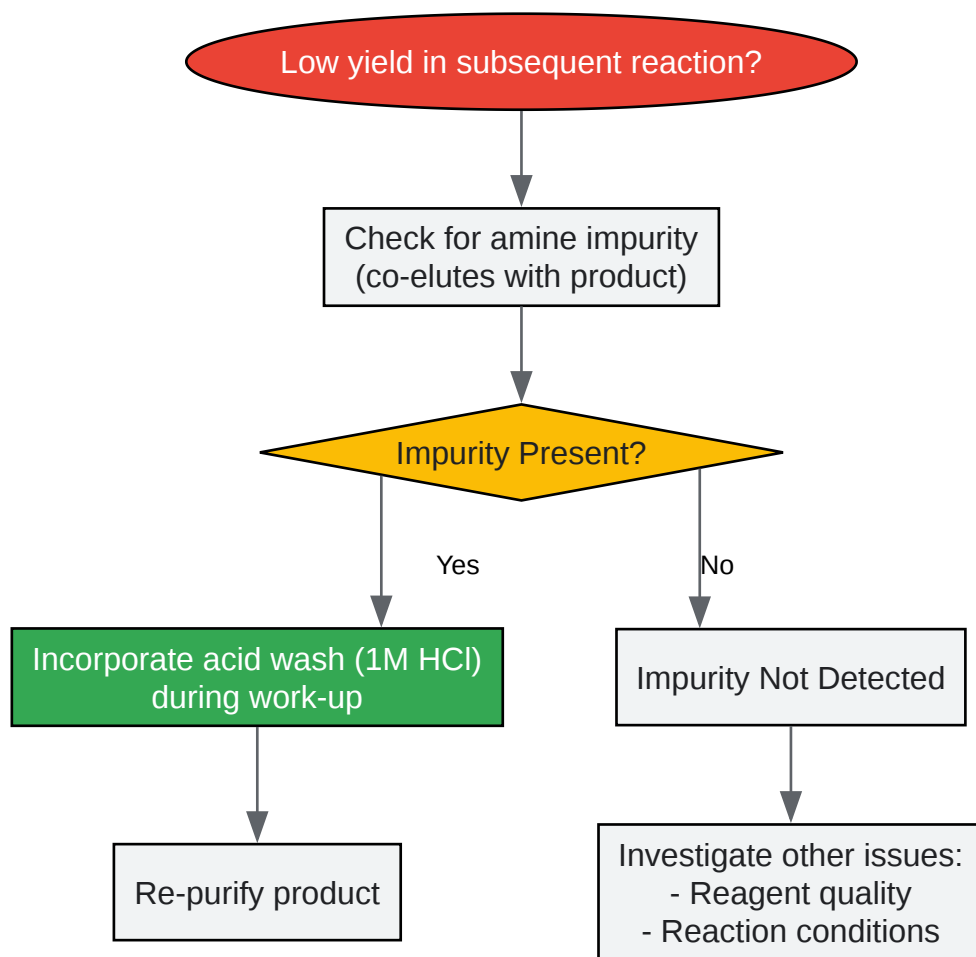 Low yield in subsequent reaction?
Check for amine impurity
(co-elutes with product)
Impurity Present?
Yes
No
Incorporate acid wash (1M HCl)
during work-up
Impurity Not Detected
Re-purify product
Investigate other issues:
- Reagent quality
- Reaction conditions